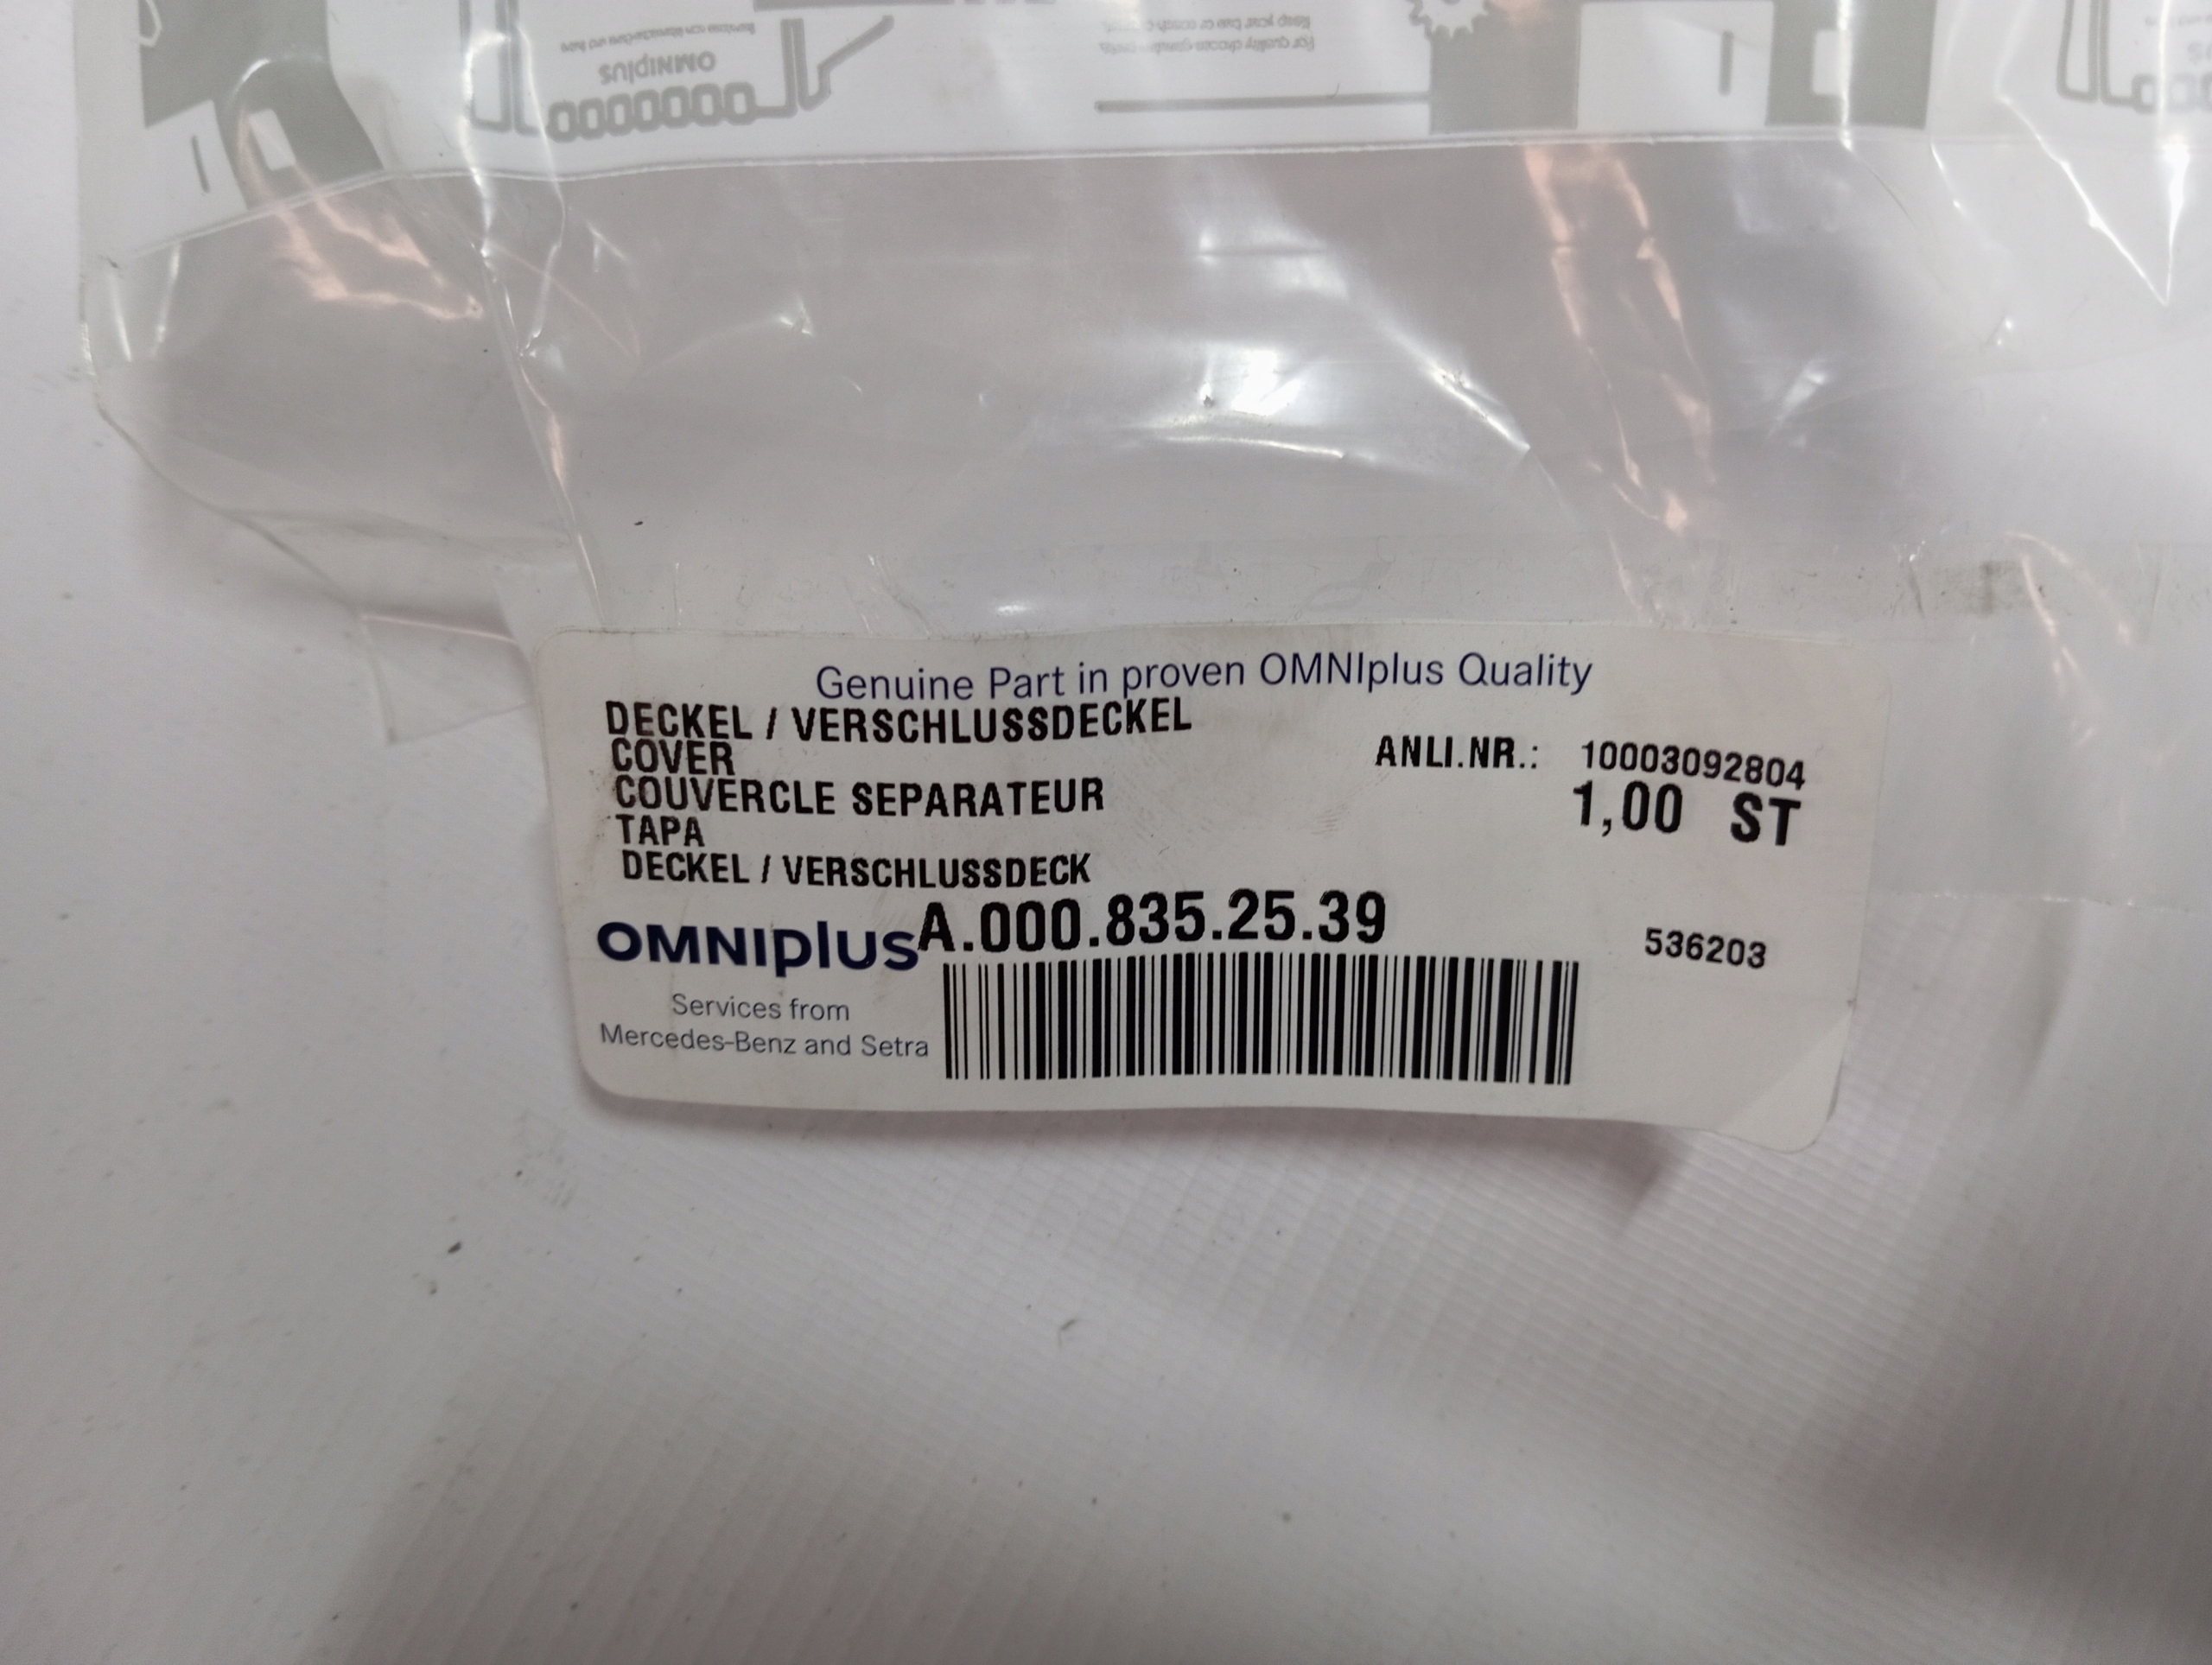 OMNIplus
Genuine Part in proven OMNIplus Quality
DECKEL / VERSCHLUSSDECKEL
COVER
COUVERCLE SEPARATEUR
TAPA
DECKEL / VERSCHLUSSDECK
ANLI.NR.: 10003092804
1,00 ST
A.000.835.25.39
536203
OMNIplus
Services from
Mercedes-Benz and Setra